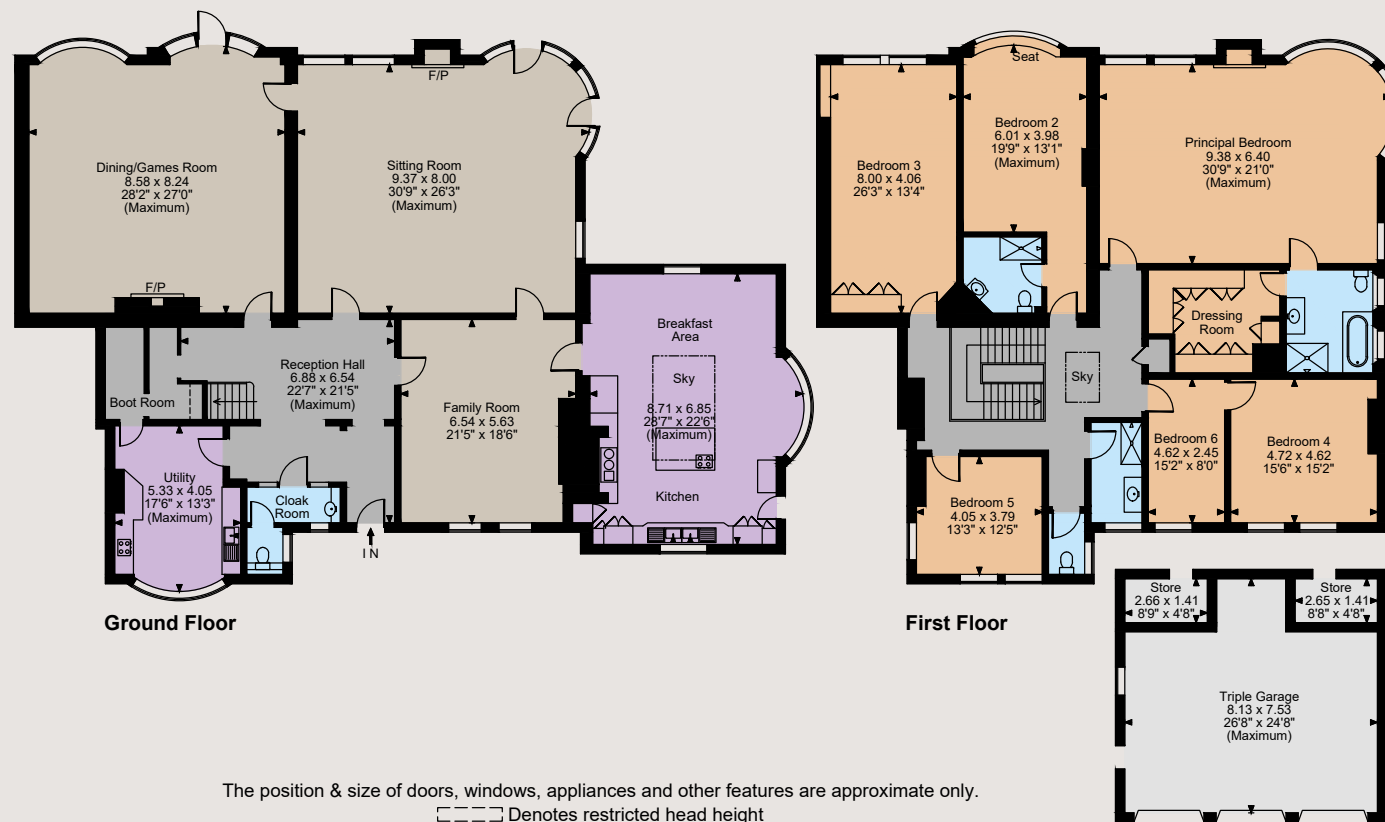 F/P
Dining/Games Room
8.58 x 8.24
28'2" x 27'0"
(Maximum)
F/P
Sitting Room
9.37 x 8.00
30'9" x 26'3"
(Maximum)
Breakfast
Area
Sky
8.71 x 6.85
28'7" x 22'6"
(Maximum)
Kitchen
Reception Hall
6.88 x 6.54
22'7" x 21'5"
(Maximum)
Boot Room
Family Room
6.54 x 5.63
21'5" x 18'6"
Utility
5.33 x 4.05
17'6" x 13'3"
(Maximum)
Cloak
Room
IN
Ground Floor
Seat
Bedroom 3
8.00 x 4.06
26'3" x 13'4"
Bedroom 2
6.01 x 3.98
19'9" x 13'1"
(Maximum)
Principal Bedroom
9.38 x 6.40
30'9" x 21'0"
(Maximum)
Dressing
Room
Sky
Bedroom 6
4.62 x 2.45
15'2" x 8'0"
Bedroom 4
4.72 x 4.62
15'6" x 15'2"
Bedroom 5
4.05 x 3.79
13'3" x 12'5"
First Floor
Store
2.66 x 1.41
8'9" x 4'8"
Store
2.65 x 1.41
8'8" x 4'8"
Triple Garage
8.13 x 7.53
26'8" x 24'8"
(Maximum)
The position & size of doors, windows, appliances and other features are approximate only.
Denotes restricted head height